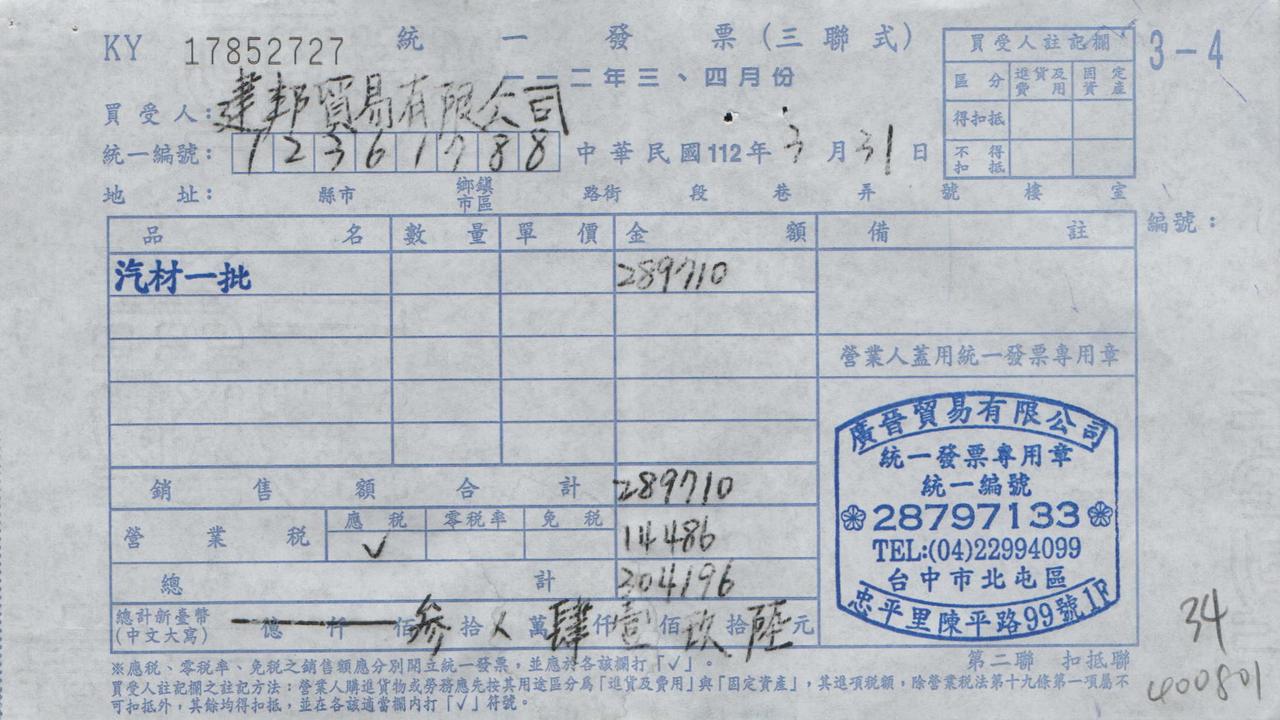 KY 17852727 統一發票(三聯式)
一一二年三、四月份
3-4
買受人註記欄
區分 進貨及費用 固定資產
得扣抵
不得扣抵
買受人:建邦貿易有限公司
統一編號:12361788 中華民國112年3月31日
地址: 縣市 鄉鎮市區 路街 段 巷 弄 號 樓 室
品名 數量 單價 金額 備註
編號:
汽材一批 289710
營業人蓋用統一發票專用章
銷售額合計 289710
營業稅 應稅 零稅率 免稅
√ 14486
總計 304196
總計新臺幣(中文大寫) 億 仟 佰 參 拾 萬 肆 仟 壹 佰 玖 拾 陸 元
廣晉貿易有限公司
統一發票專用章
統一編號
28797133
TEL:(04)22994099
台中市北屯區
忠平里陳平路99號1F
34
400801
第二聯 扣抵聯
※應稅、零稅率、免稅之銷售額應分別開立統一發票,並應於各該欄打「√」。
買受人註記欄之註記方法:營業人購進貨物或勞務應先按其用途區分為「進貨及費用」與「固定資產」,其進項稅額,除營業稅法第十九條第一項屬不
可扣抵外,其餘均得扣抵,並在各該適當欄內打「√」符號。